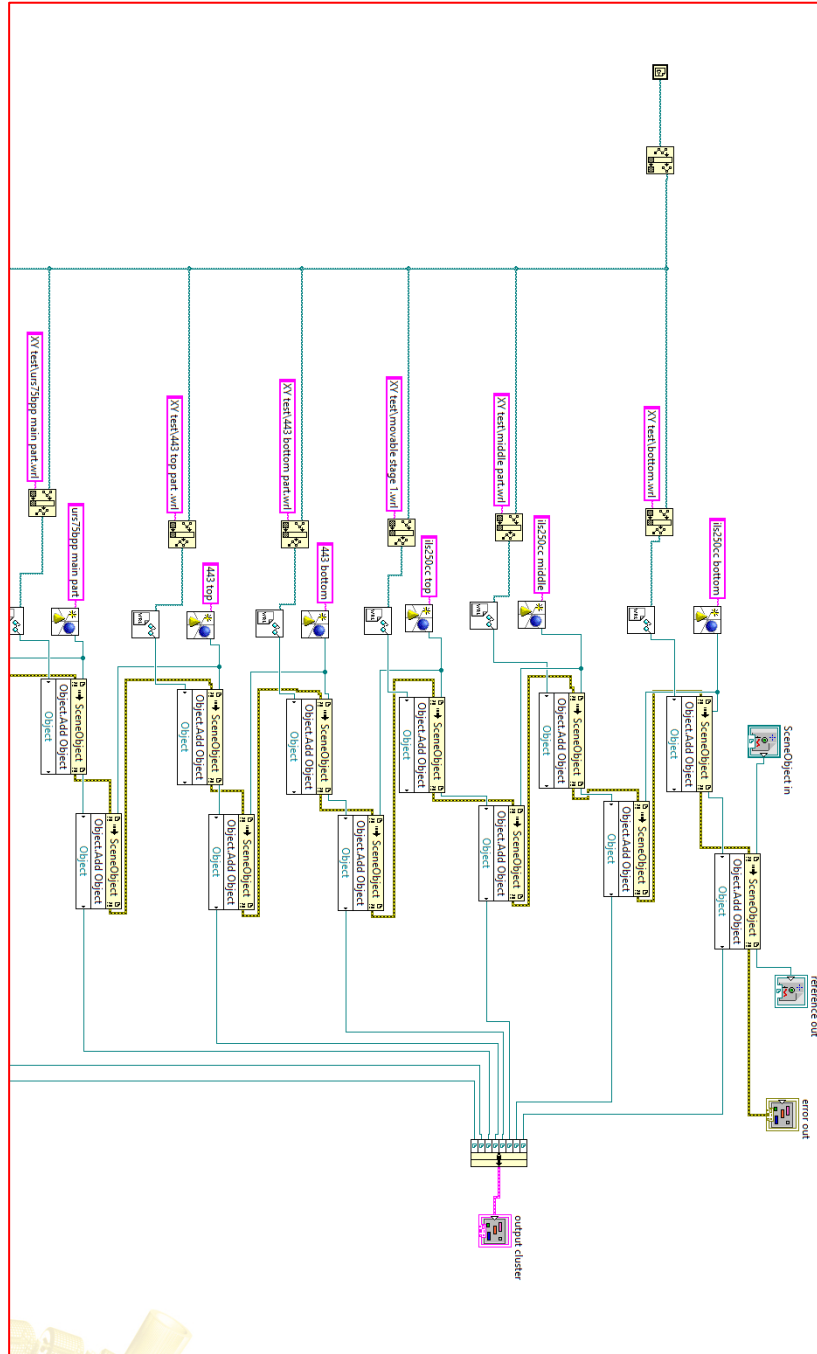 SceneObject in
reference out
error out
SceneObject
Object.Add Object
Object
ils250cc bottom
SceneObject
Object.Add Object
Object
XY test\bottom.wrl
WRL
SceneObject
Object.Add Object
Object
ils250cc middle
SceneObject
Object.Add Object
Object
XY test\middle part.wrl
WRL
output cluster
SceneObject
Object.Add Object
Object
ils250cc top
SceneObject
Object.Add Object
Object
XY test\movable stage 1.wrl
WRL
SceneObject
Object.Add Object
Object
443 bottom
SceneObject
Object.Add Object
Object
XY test\443 bottom part.wrl
WRL
SceneObject
Object.Add Object
Object
443 top
SceneObject
Object.Add Object
Object
XY test\443 top part .wrl
WRL
SceneObject
Object.Add Object
Object
urs75bpp main part
SceneObject
Object.Add Object
Object
XY test\urs75bpp main part.wrl